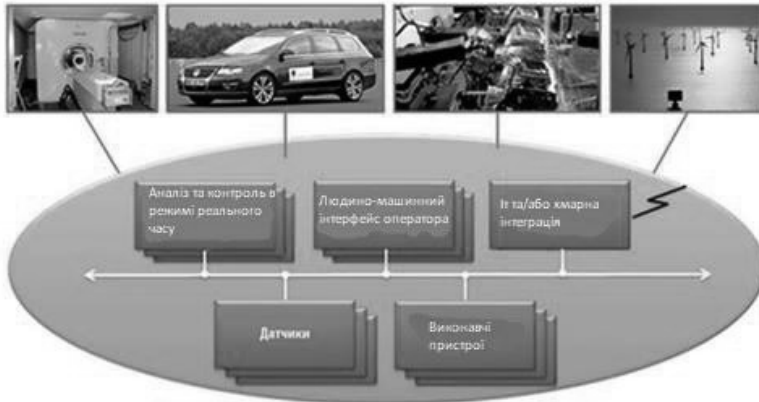 Аналіз та контроль в
режимі реального
часу
Людино-машинний
інтерфейс оператора
Іт та/або хмарна
інтеграція
Датчики
Виконавчі
пристрої